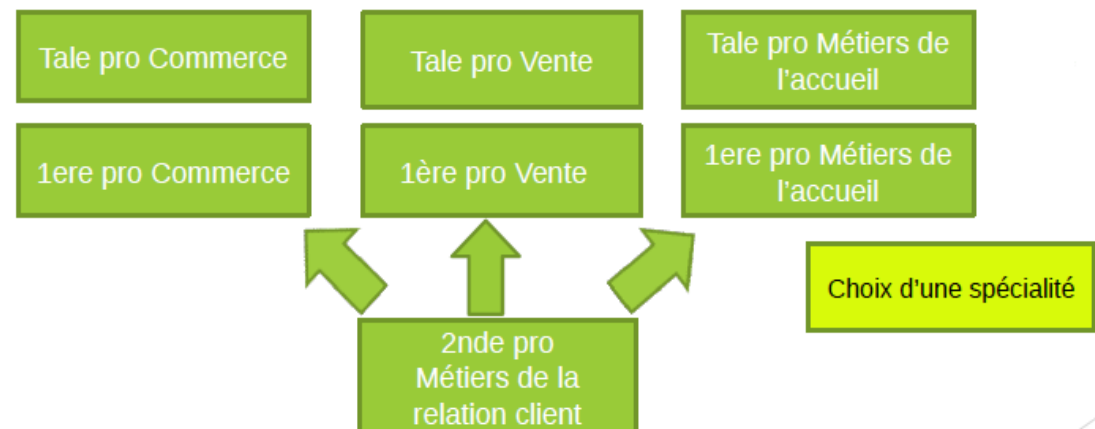 Tale pro Commerce
Tale pro Vente
Tale pro Métiers de
l'accueil
1ere pro Commerce
1ère pro Vente
1ere pro Métiers de
l'accueil
Choix d'une spécialité
2nde pro
Métiers de la
relation client